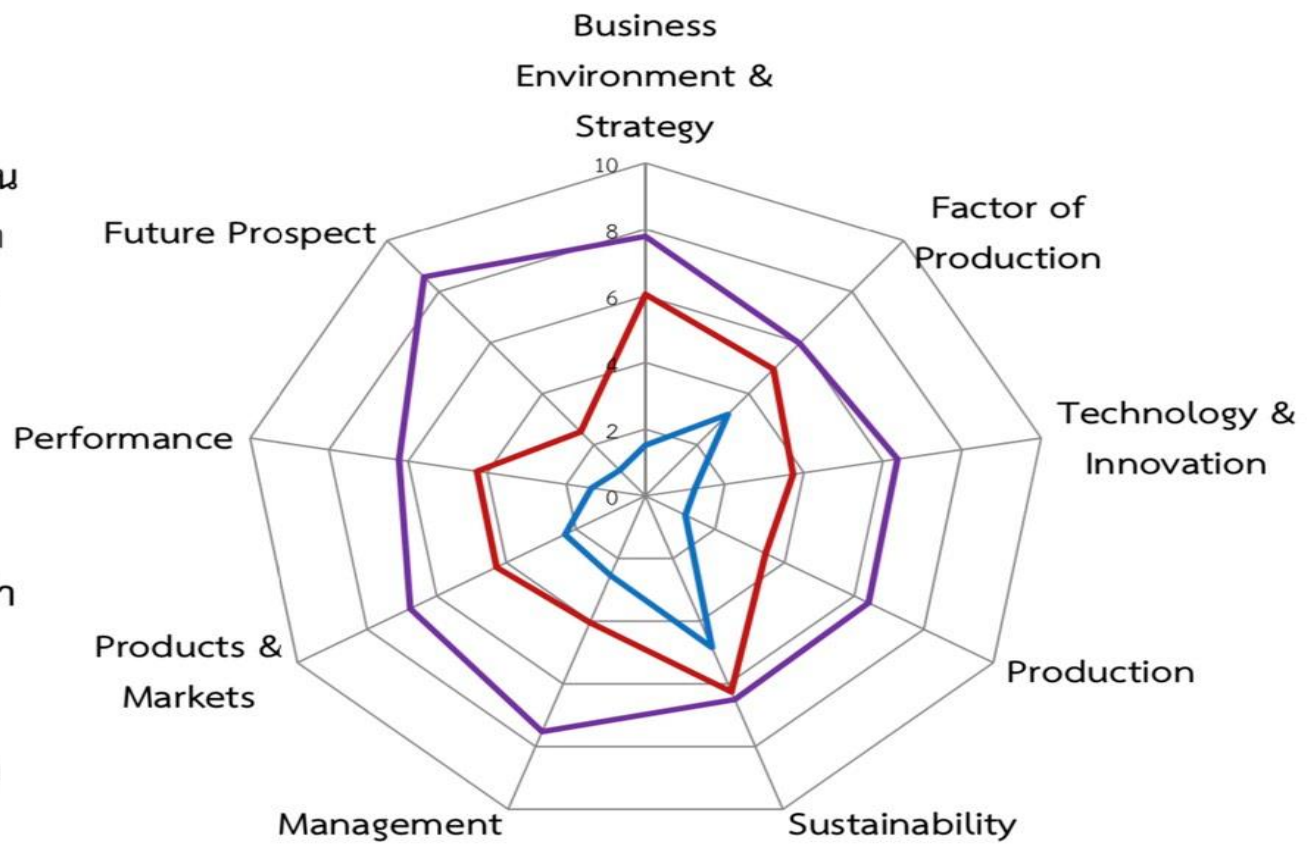 Business
Environment &
Strategy
10
8
6
4
2
0
Factor of
Production
Technology &
Innovation
Production
Sustainability
Management
Products &
Markets
Performance
Future Prospect
น